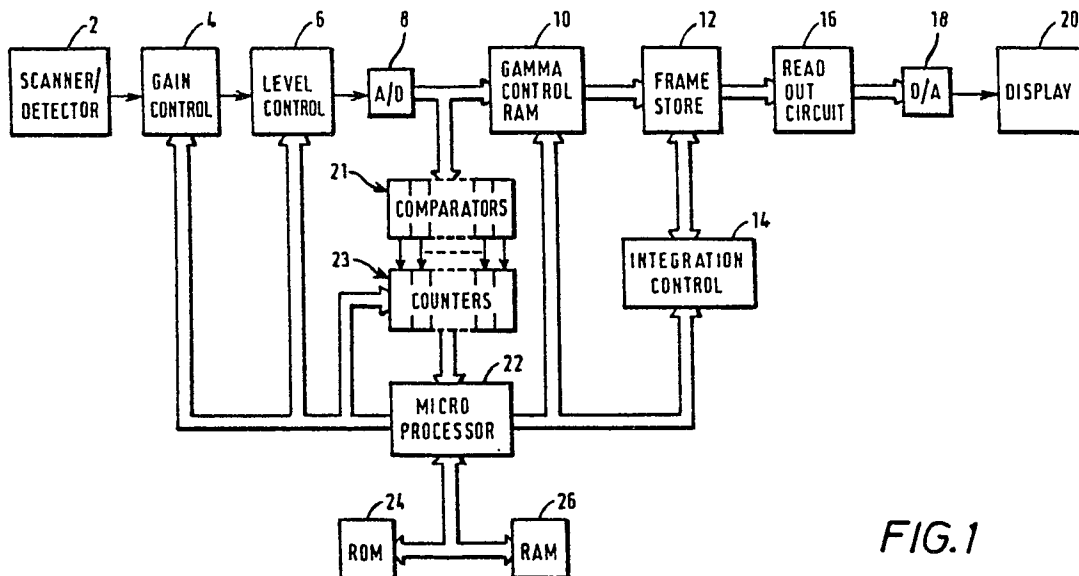 2
4
6
8
10
12
16
18
20
SCANNER/
DETECTOR
GAIN
CONTROL
LEVEL
CONTROL
A/D
GAMMA
CONTROL
RAM
FRAME
STORE
READ
OUT
CIRCUIT
D/A
DISPLAY
21
COMPARATORS
14
INTEGRATION
CONTROL
23
COUNTERS
22
MICRO
PROCESSOR
24
ROM
26
RAM
FIG.1